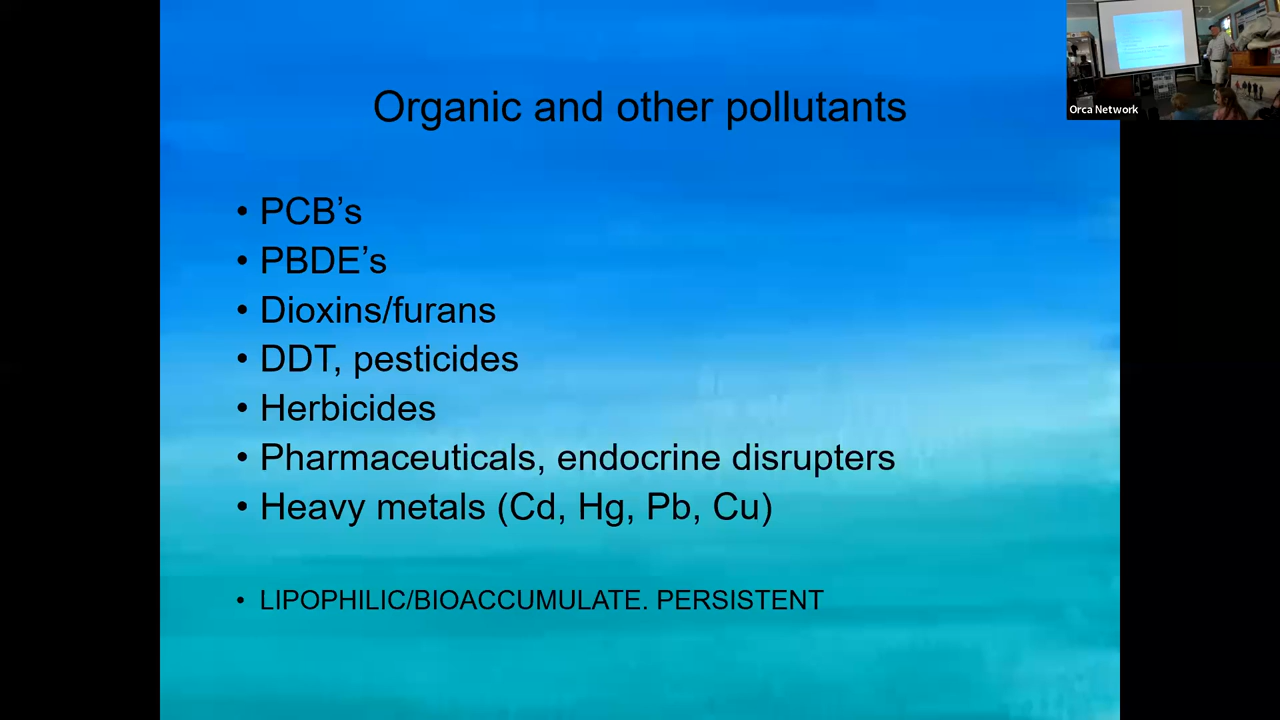 Organic and other pollutants
• PCB’s
• PBDE’s
• Dioxins/furans
• DDT, pesticides
• Herbicides
• Pharmaceuticals, endocrine disrupters
• Heavy metals (Cd, Hg, Pb, Cu)
• LIPOPHILIC/BIOACCUMULATE. PERSISTENT
Orca Network